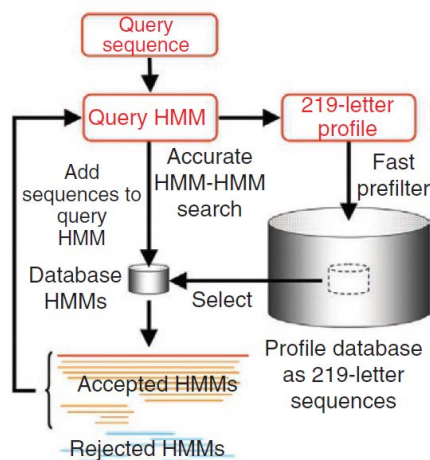 Query
sequence
Query HMM
219-letter
profile
Add
sequences to
query
HMM
Accurate
HMM-HMM
search
Fast
prefilter
Database
HMMs
Select
Profile database
as 219-letter
sequences
Accepted HMMs
Rejected HMMs